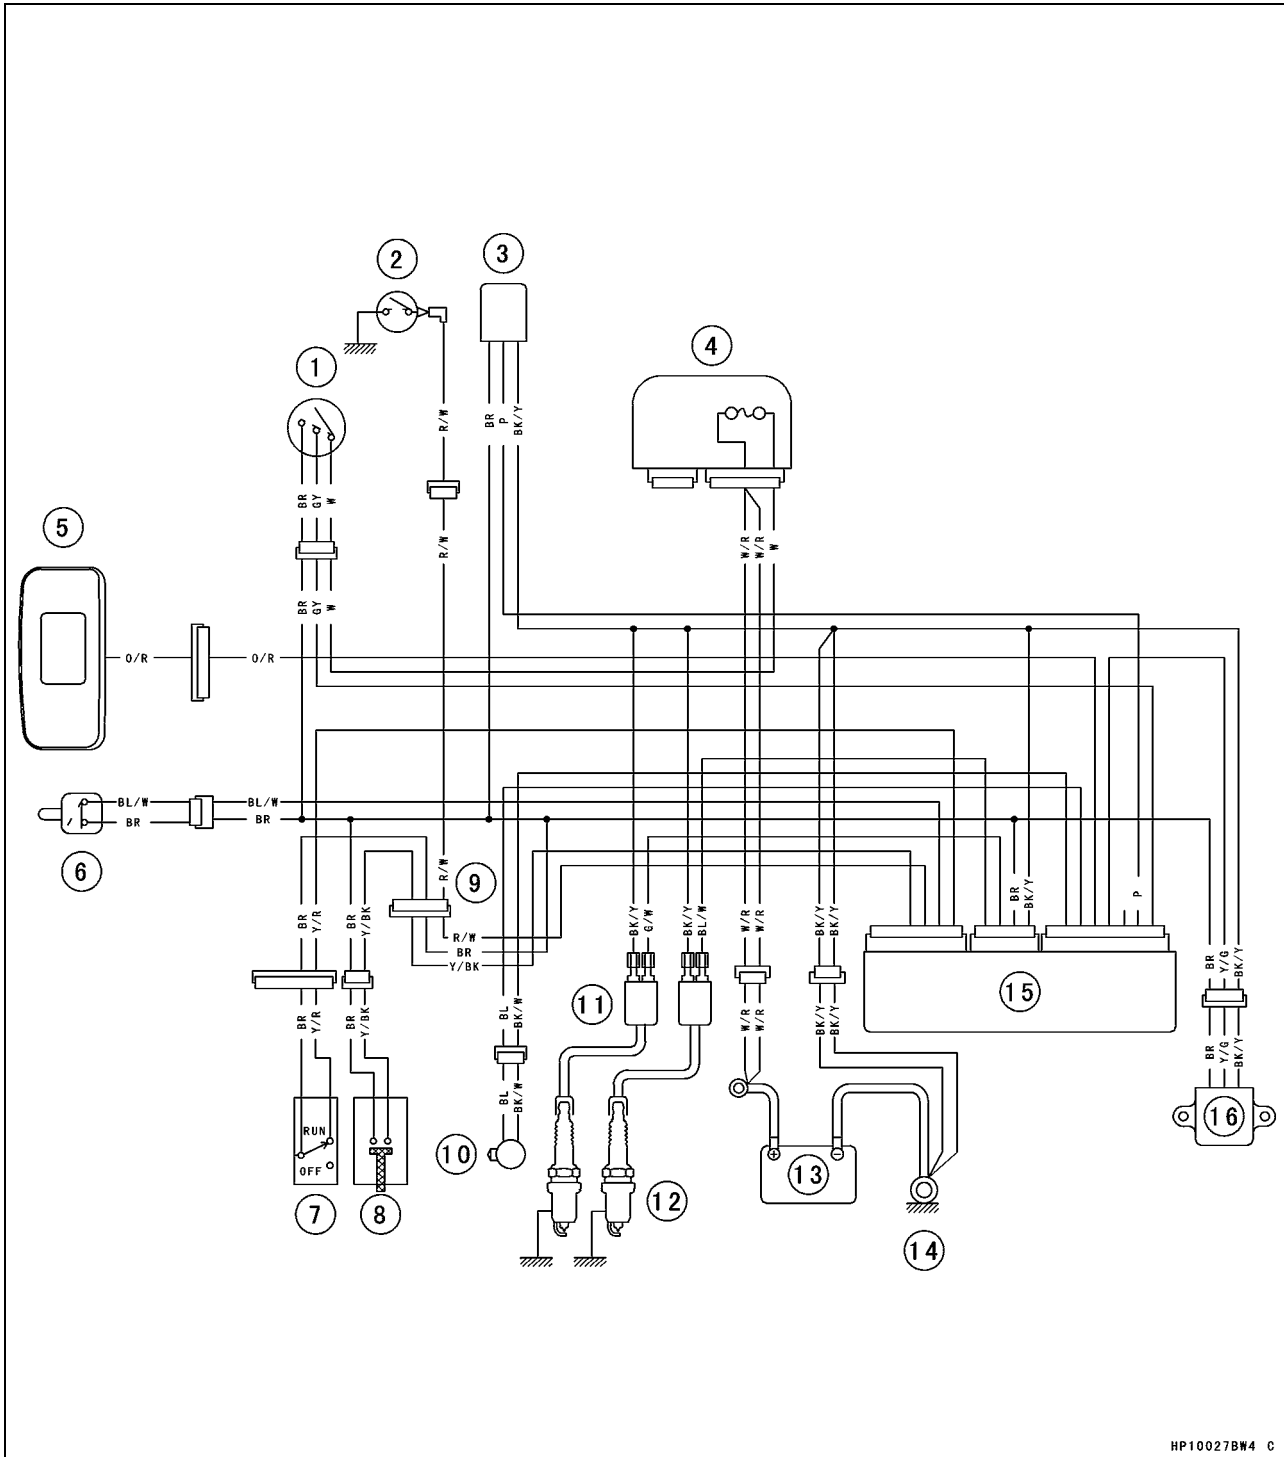 2
3
4
1
R/W
BR
P
BK/Y
BR
GY
W
5
R/W
W/R
W/R
W
BR
GY
W
O/R
O/R
BL/W
BL/W
BR
BR
6
R/W
9
BR
Y/R
BR
Y/BK
BK/Y
G/W
BK/Y
BL/W
W/R
W/R
BK/Y
BK/Y
BR
BK/Y
P
R/W
BR
Y/BK
BR
Y/G
BK/Y
11
15
BR
Y/R
BR
Y/BK
BL
BK/W
W/R
W/R
BK/Y
BK/Y
BR
Y/G
BK/Y
BL
BK/W
16
RUN
OFF
10
13
12
7
8
14
HP10027BW4 C